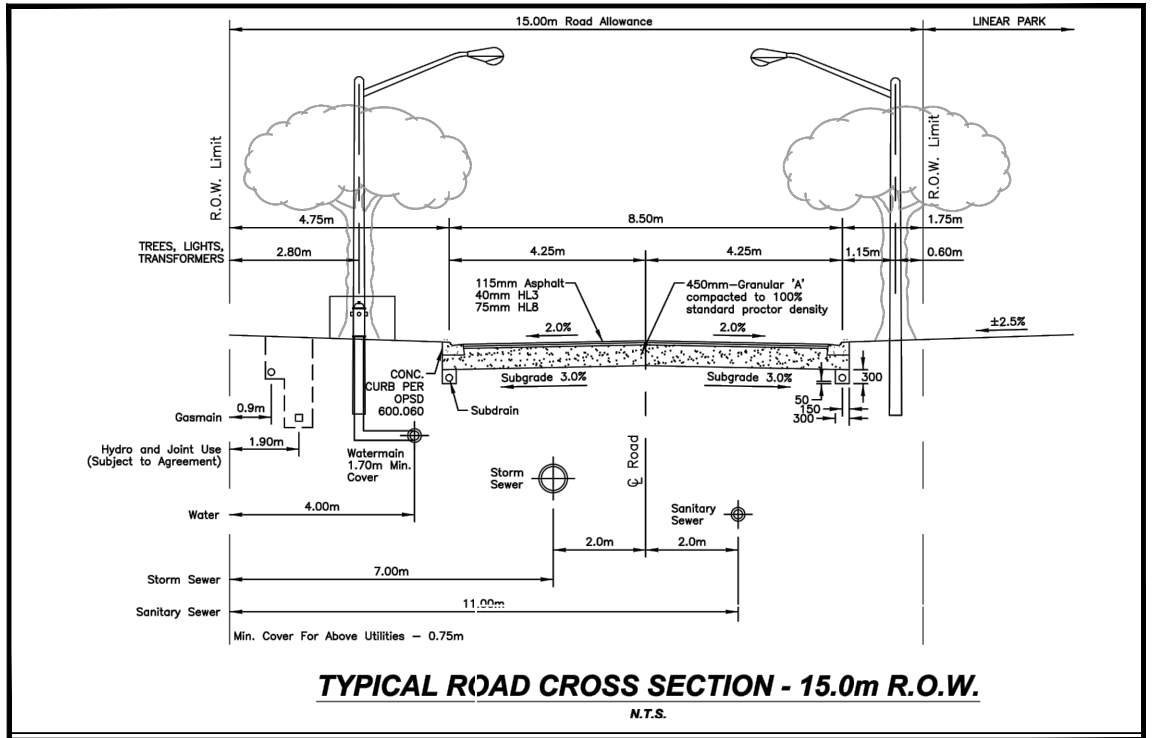 15.00m Road Allowance
LINEAR PARK
R.O.W. Limit
R.O.W. Limit
4.75m
8.50m
1.75m
TREES, LIGHTS,
TRANSFORMERS
2.80m
4.25m
4.25m
1.15m
0.60m
115mm Asphalt
40mm HL3
75mm HL8
450mm-Granular 'A'
compacted to 100%
standard proctor density
2.0%
2.0%
±2.5%
CONC.
CURB PER
OPSD
600.060
Subgrade 3.0%
Subgrade 3.0%
300
50
150
300
Subdrain
Gasmain
0.9m
Hydro and Joint Use
(Subject to Agreement)
1.90m
Watermain
1.70m Min.
Cover
Storm
Sewer
℄ Road
Sanitary
Sewer
Water
4.00m
2.0m
2.0m
Storm Sewer
7.00m
Sanitary Sewer
11.00m
Min. Cover For Above Utilities - 0.75m
TYPICAL ROAD CROSS SECTION - 15.0m R.O.W.
N.T.S.